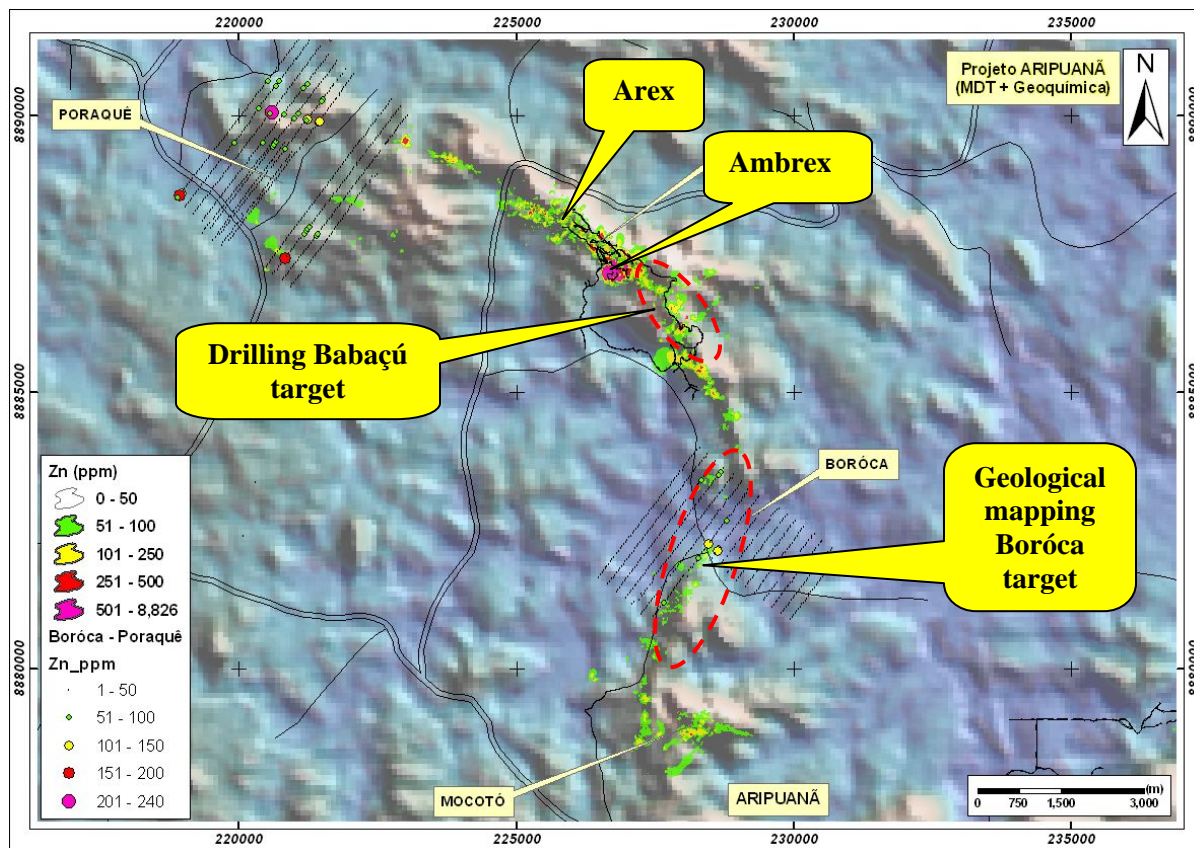 220000
225000
230000
235000
Projeto ARIPUANÃ
(MDT + Geoquímica)
N
8890000
8890000
PORAQUÊ
Arex
Ambrex
Drilling Babaçú
target
8885000
8885000
BORÓCA
Geological
mapping
Boróca
target
Zn (ppm)
0 - 50
51 - 100
101 - 250
251 - 500
501 - 8,826
Boróca - Poraquê
Zn_ppm
1 - 50
51 - 100
101 - 150
151 - 200
201 - 240
8880000
8880000
MOCOTÓ
ARIPUANÃ
(m)
0 750 1,500 3,000
220000
225000
230000
235000